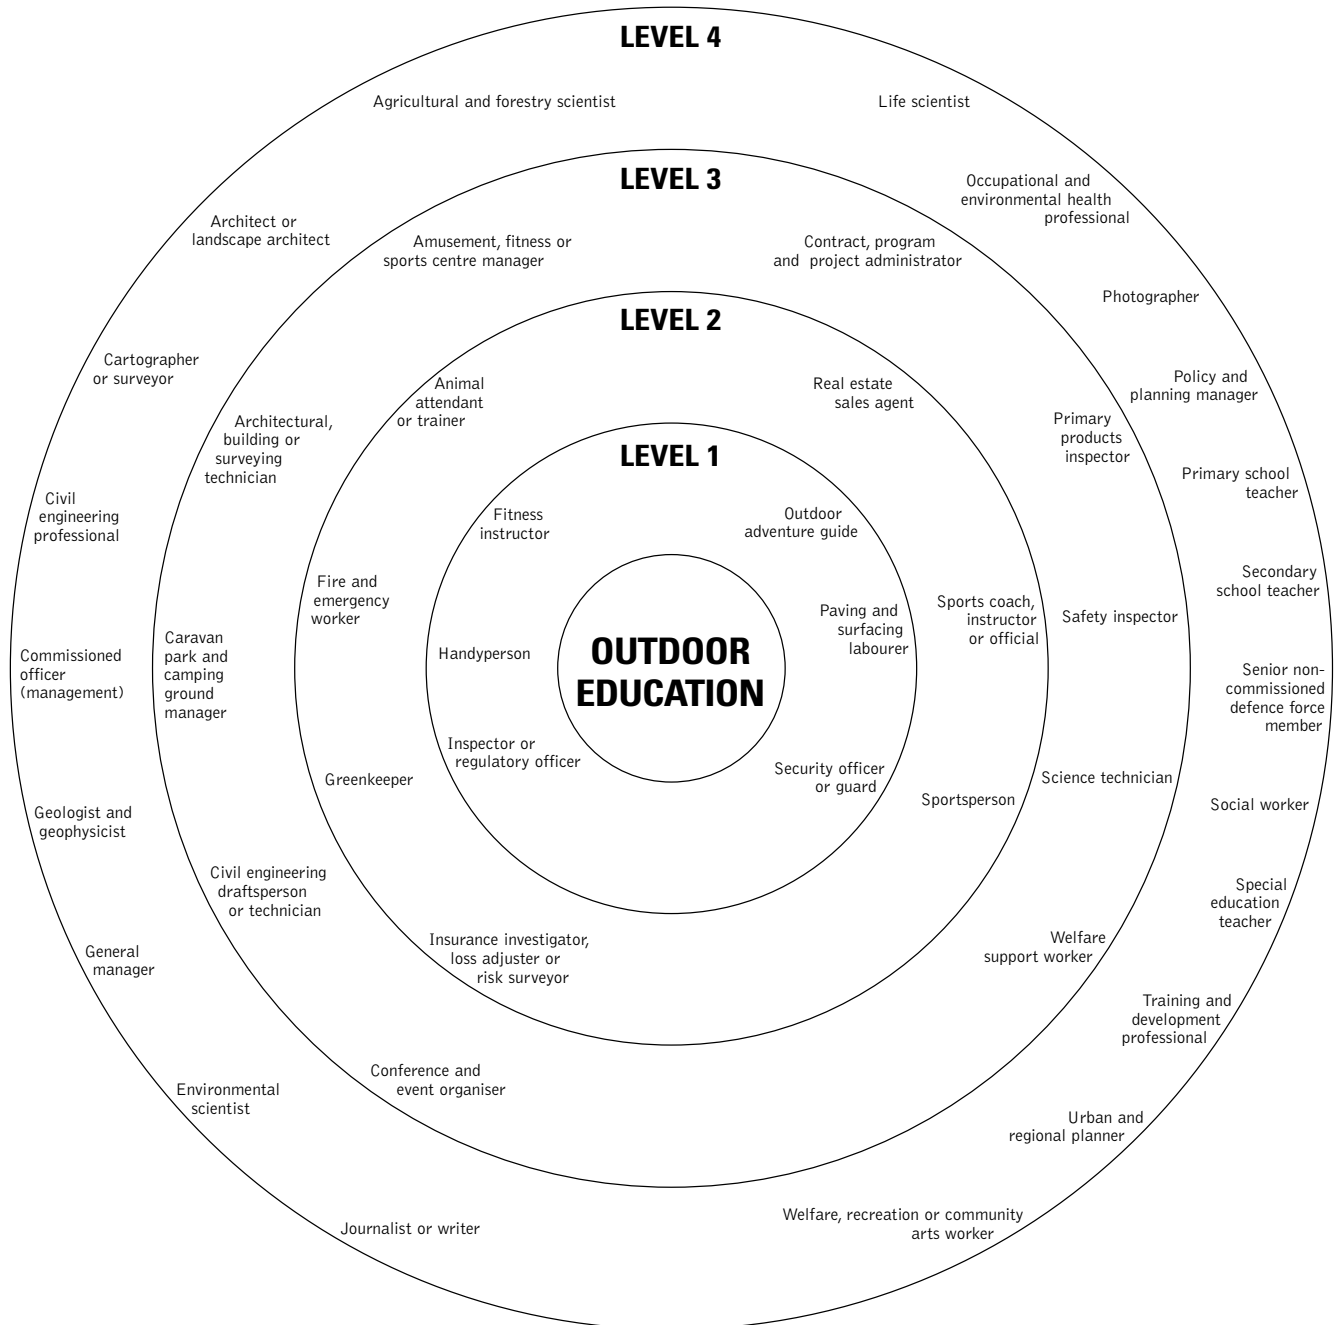 LEVEL 4
Agricultural and forestry scientist
Life scientist
Occupational and
environmental health
professional
Architect or
landscape architect
Photographer
Cartographer
or surveyor
Policy and
planning manager
Primary school
teacher
Civil
engineering
professional
Secondary
school teacher
Commissioned
officer
(management)
Senior non-
commissioned
defence force
member
Geologist and
geophysicist
Social worker
Special
education
teacher
General
manager
Training and
development
professional
Environmental
scientist
Urban and
regional planner
Journalist or writer
Welfare, recreation or community
arts worker
LEVEL 3
Amusement, fitness or
sports centre manager
Contract, program
and project administrator
Architectural,
building or
surveying
technician
Primary
products
inspector
Caravan
park and
camping
ground
manager
Safety inspector
Science technician
Civil engineering
draftsperson
or technician
Welfare
support worker
Conference and
event organiser
LEVEL 2
Animal
attendant
or trainer
Real estate
sales agent
Fire and
emergency
worker
Sports coach,
instructor
or official
Greenkeeper
Sportsperson
Insurance investigator,
loss adjuster or
risk surveyor
LEVEL 1
Fitness
instructor
Outdoor
adventure guide
Handyperson
Paving and
surfacing
labourer
Inspector or
regulatory officer
Security officer
or guard
OUTDOOR
EDUCATION